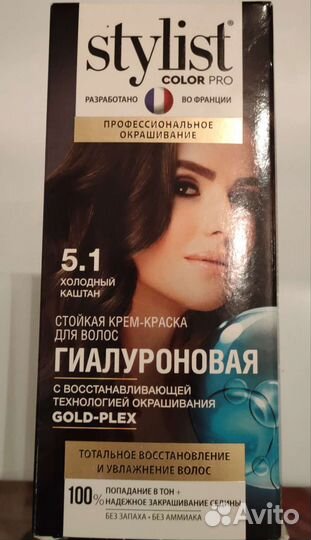 stylist®
COLOR PRO
РАЗРАБОТАНО ВО ФРАНЦИИ
ПРОФЕССИОНАЛЬНОЕ
ОКРАШИВАНИЕ
5.1
ХОЛОДНЫЙ
КАШТАН
СТОЙКАЯ КРЕМ-КРАСКА
ДЛЯ ВОЛОС
ГИАЛУРОНОВАЯ
С ВОССТАНАВЛИВАЮЩЕЙ
ТЕХНОЛОГИЕЙ ОКРАШИВАНИЯ
GOLD-PLEX
ТОТАЛЬНОЕ ВОССТАНОВЛЕНИЕ
И УВЛАЖНЕНИЕ ВОЛОС
100% ПОПАДАНИЕ В ТОН +
НАДЕЖНОЕ ЗАКРАШИВАНИЕ СЕДИНЫ
БЕЗ ЗАПАХА • БЕЗ АММИАКА
Avito